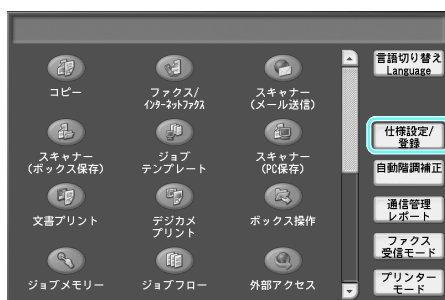 コピー
ファクス/
インターネットファクス
スキャナー
(メール送信)
スキャナー
(ボックス保存)
ジョブ
テンプレート
スキャナー
(PC保存)
文書プリント
デジカメ
プリント
ボックス操作
ジョブメモリー
ジョブフロー
外部アクセス
言語切り替え
Language
仕様設定/
登録
自動階調補正
通信管理
レポート
ファクス
受信モード
プリンター
モード